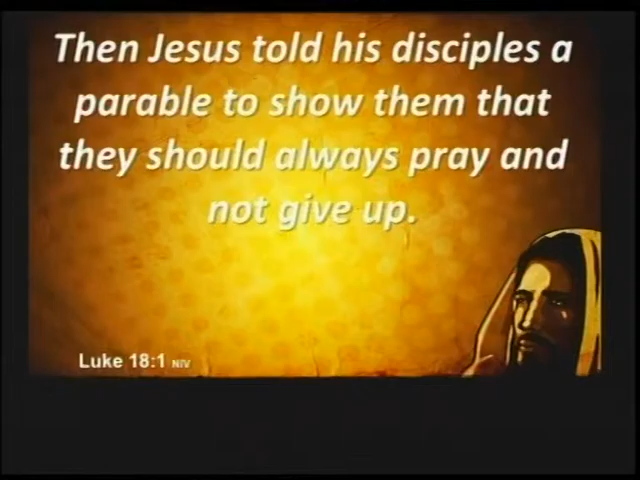 Then Jesus told his disciples a
parable to show them that
they should always pray and
not give up.
Luke 18:1 NIV